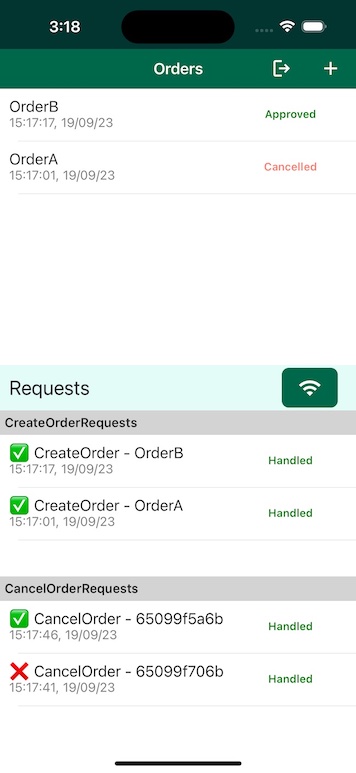 3:18
Orders
OrderB
Approved
15:17:17, 19/09/23
OrderA
Cancelled
15:17:01, 19/09/23
Requests
CreateOrderRequests
✅ CreateOrder - OrderB
Handled
15:17:17, 19/09/23
✅ CreateOrder - OrderA
Handled
15:17:01, 19/09/23
CancelOrderRequests
✅ CancelOrder - 65099f5a6b
Handled
15:17:46, 19/09/23
❌ CancelOrder - 65099f706b
Handled
15:17:41, 19/09/23